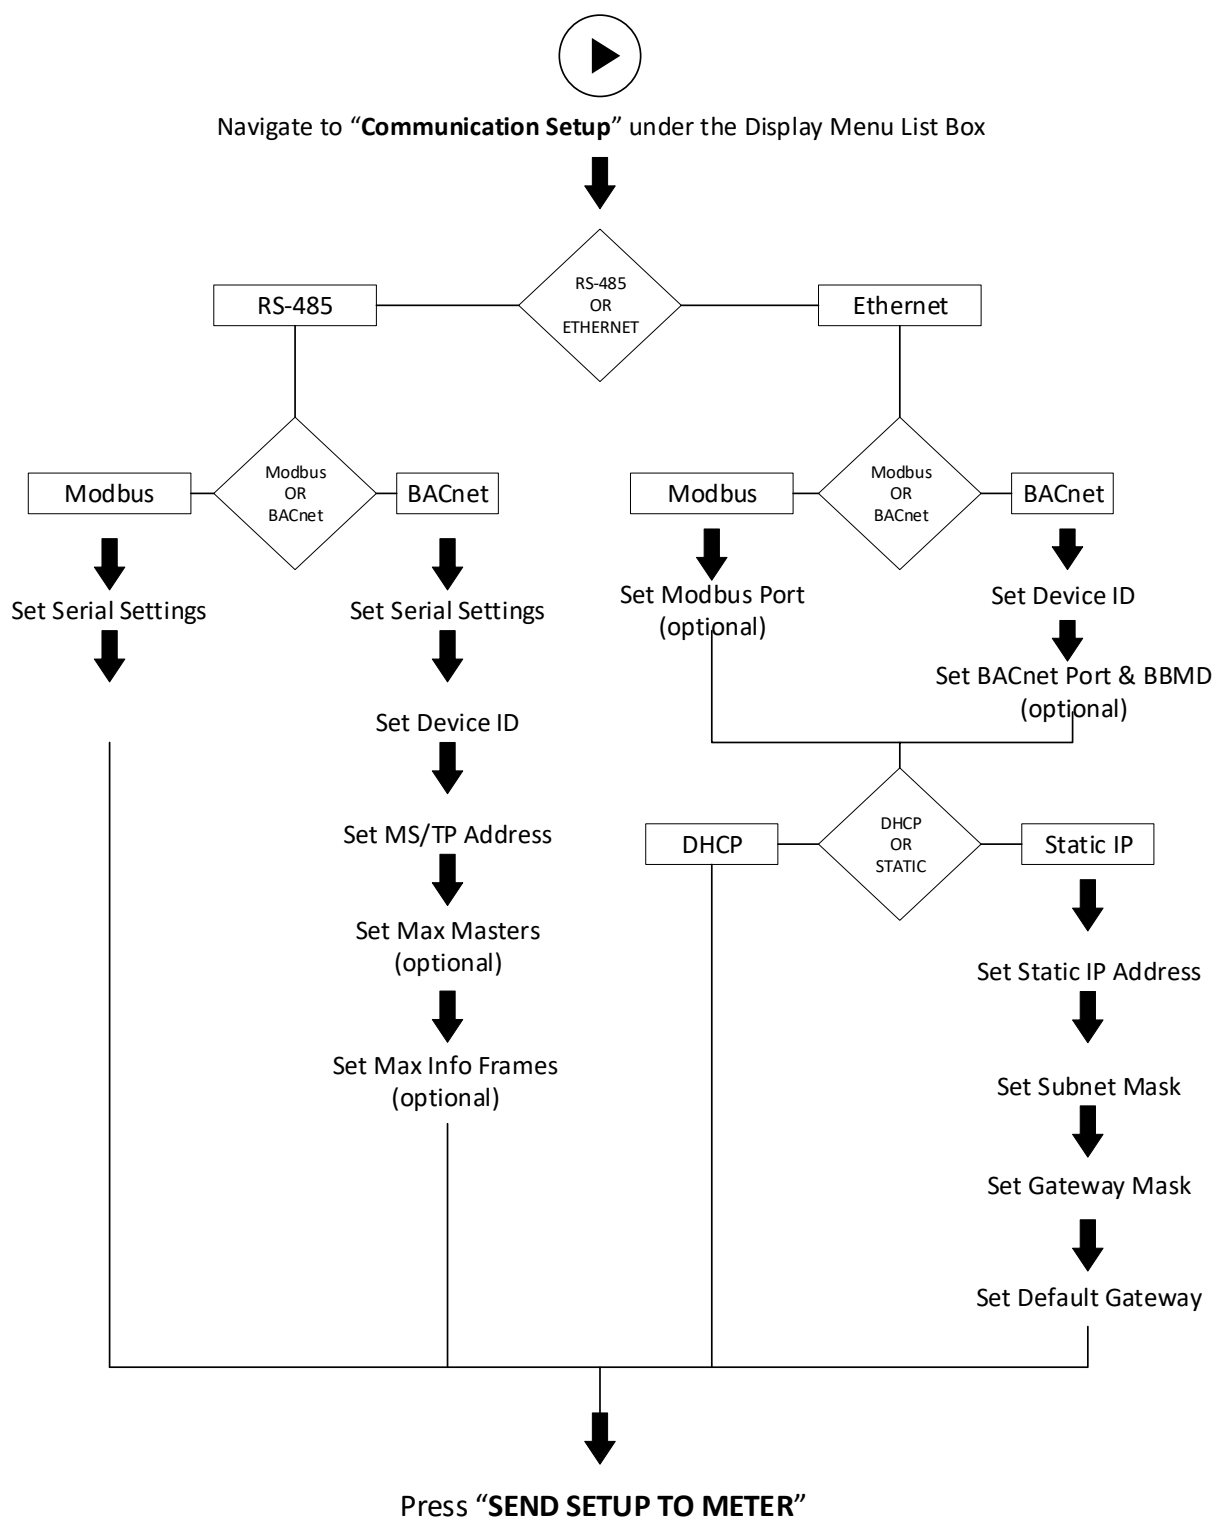 Navigate to “Communication Setup” under the Display Menu List Box
RS-485
OR
ETHERNET
RS-485
Ethernet
Modbus
OR
BACnet
Modbus
BACnet
Set Serial Settings
Set Serial Settings
Set Device ID
Set MS/TP Address
Set Max Masters
(optional)
Set Max Info Frames
(optional)
Modbus
OR
BACnet
Modbus
BACnet
Set Modbus Port
(optional)
Set Device ID
Set BACnet Port & BBMD
(optional)
DHCP
OR
STATIC
DHCP
Static IP
Set Static IP Address
Set Subnet Mask
Set Gateway Mask
Set Default Gateway
Press “SEND SETUP TO METER”